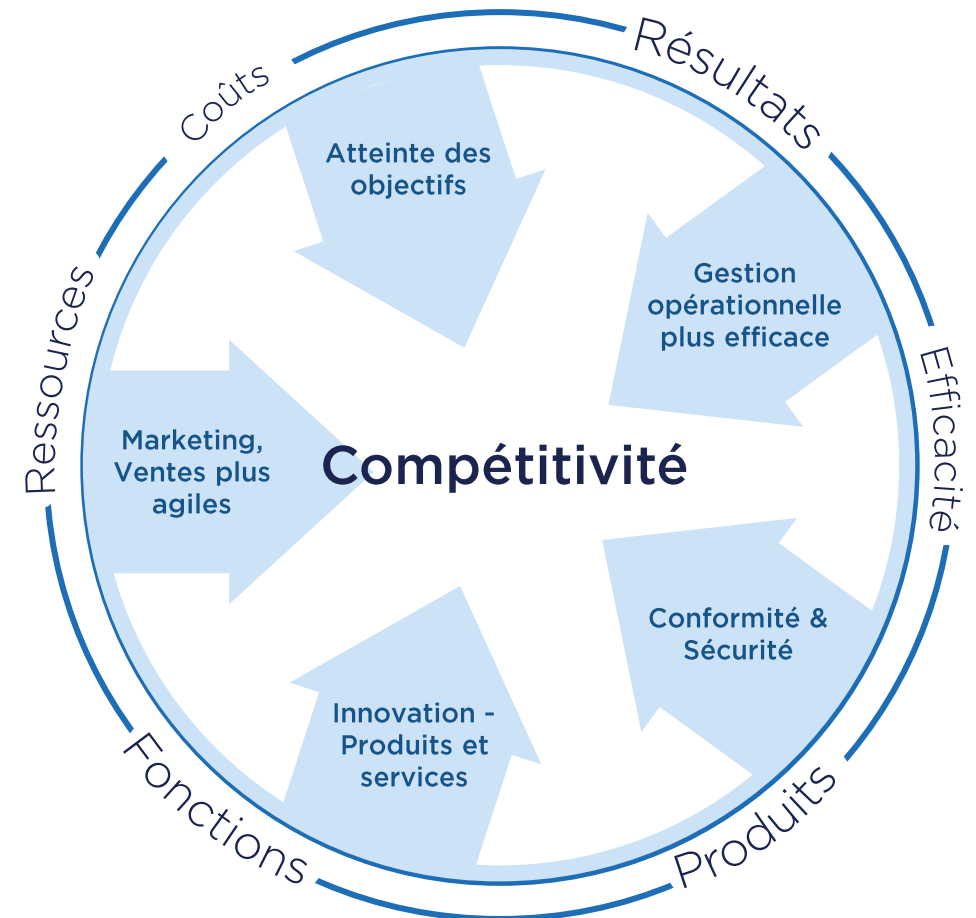 Résultats
Coûts
Atteinte des
objectifs
Gestion
opérationnelle
plus efficace
Ressources
Efficacité
Marketing,
Ventes plus
agiles
Compétitivité
Conformité &
Sécurité
Innovation -
Produits et
services
Fonctions
Produits